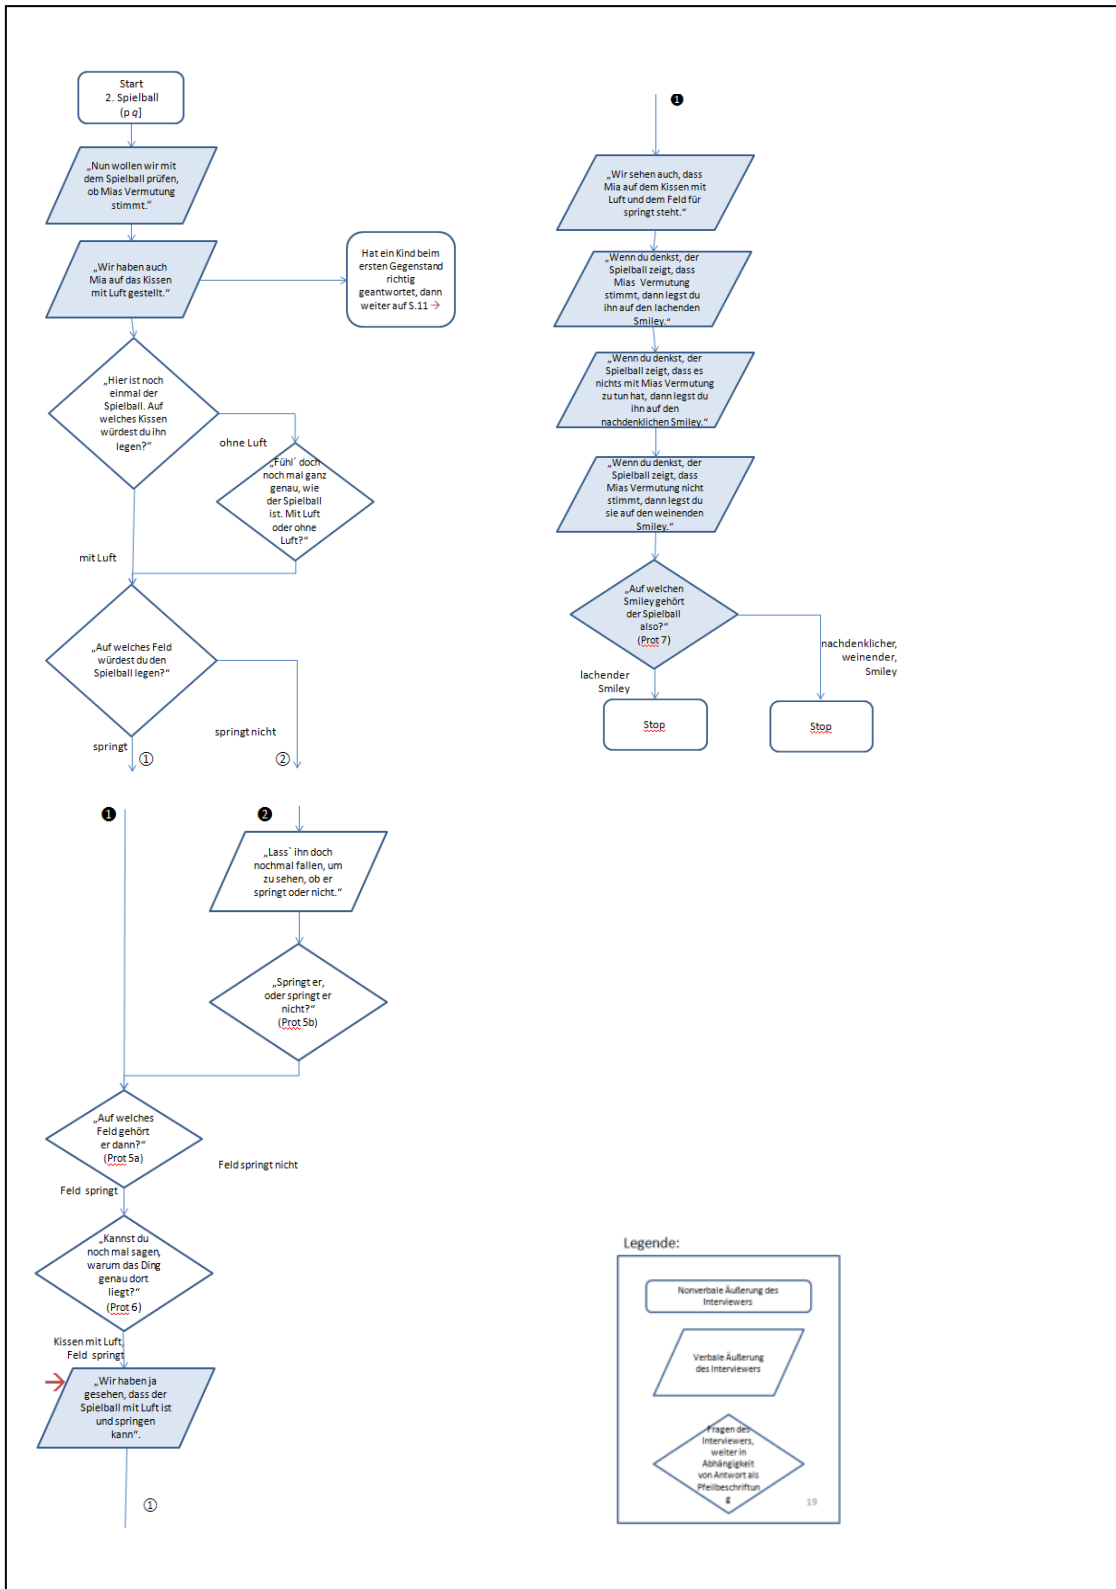 Start
2. Spielball
(p q]
„Nun wollen wir mit
dem Spielball prüfen,
ob Mias Vermutung
stimmt.“
„Wir haben auch
Mia auf das Kissen
mit Luft gestellt.“
Hat ein Kind beim
ersten Gegenstand
richtig
geantwortet, dann
weiter auf S.11 →
„Hier ist noch
einmal der
Spielball. Auf
welches Kissen
würdest du ihn
legen?“
ohne Luft
„Fühl´ doch
noch mal ganz
genau, wie
der Spielball
ist. Mit Luft
oder ohne
Luft?“
mit Luft
„Auf welches Feld
würdest du den
Spielball legen?“
springt nicht
springt
①
②
❶
❷
„Lass` ihn doch
nochmal fallen, um
zu sehen, ob er
springt oder nicht.“
„Springt er,
oder springt er
nicht?“
(Prot 5b)
„Auf welches
Feld gehört
er dann?“
(Prot 5a)
Feld springt nicht
Feld springt
„Kannst du
noch mal sagen,
warum das Ding
genau dort
liegt?“
(Prot 6)
Kissen mit Luft,
Feld springt
→
„Wir haben ja
gesehen, dass der
Spielball mit Luft ist
und springen
kann“.
①
❶
„Wir sehen auch, dass
Mia auf dem Kissen mit
Luft und dem Feld für
springt steht.“
„Wenn du denkst, der
Spielball zeigt, dass
Mias Vermutung
stimmt, dann legst du
ihn auf den lachenden
Smiley.“
„Wenn du denkst, der
Spielball zeigt, dass es
nichts mit Mias Vermutung
zu tun hat, dann legst du
ihn auf den
nachdenklichen Smiley.“
„Wenn du denkst, der
Spielball zeigt, dass
Mias Vermutung nicht
stimmt, dann legst du
sie auf den weinenden
Smiley.“
„Auf welchen
Smiley gehört
der Spielball
also?“
(Prot 7)
nachdenklicher,
weinender,
Smiley
lachender
Smiley
Stop
Stop
Legende:
Nonverbale Äußerung des
Interviewers
Verbale Äußerung
des Interviewers
Fragen des
Interviewers,
weiter in
Abhängigkeit
von Antwort als
Pfeilbeschriftun
g
19